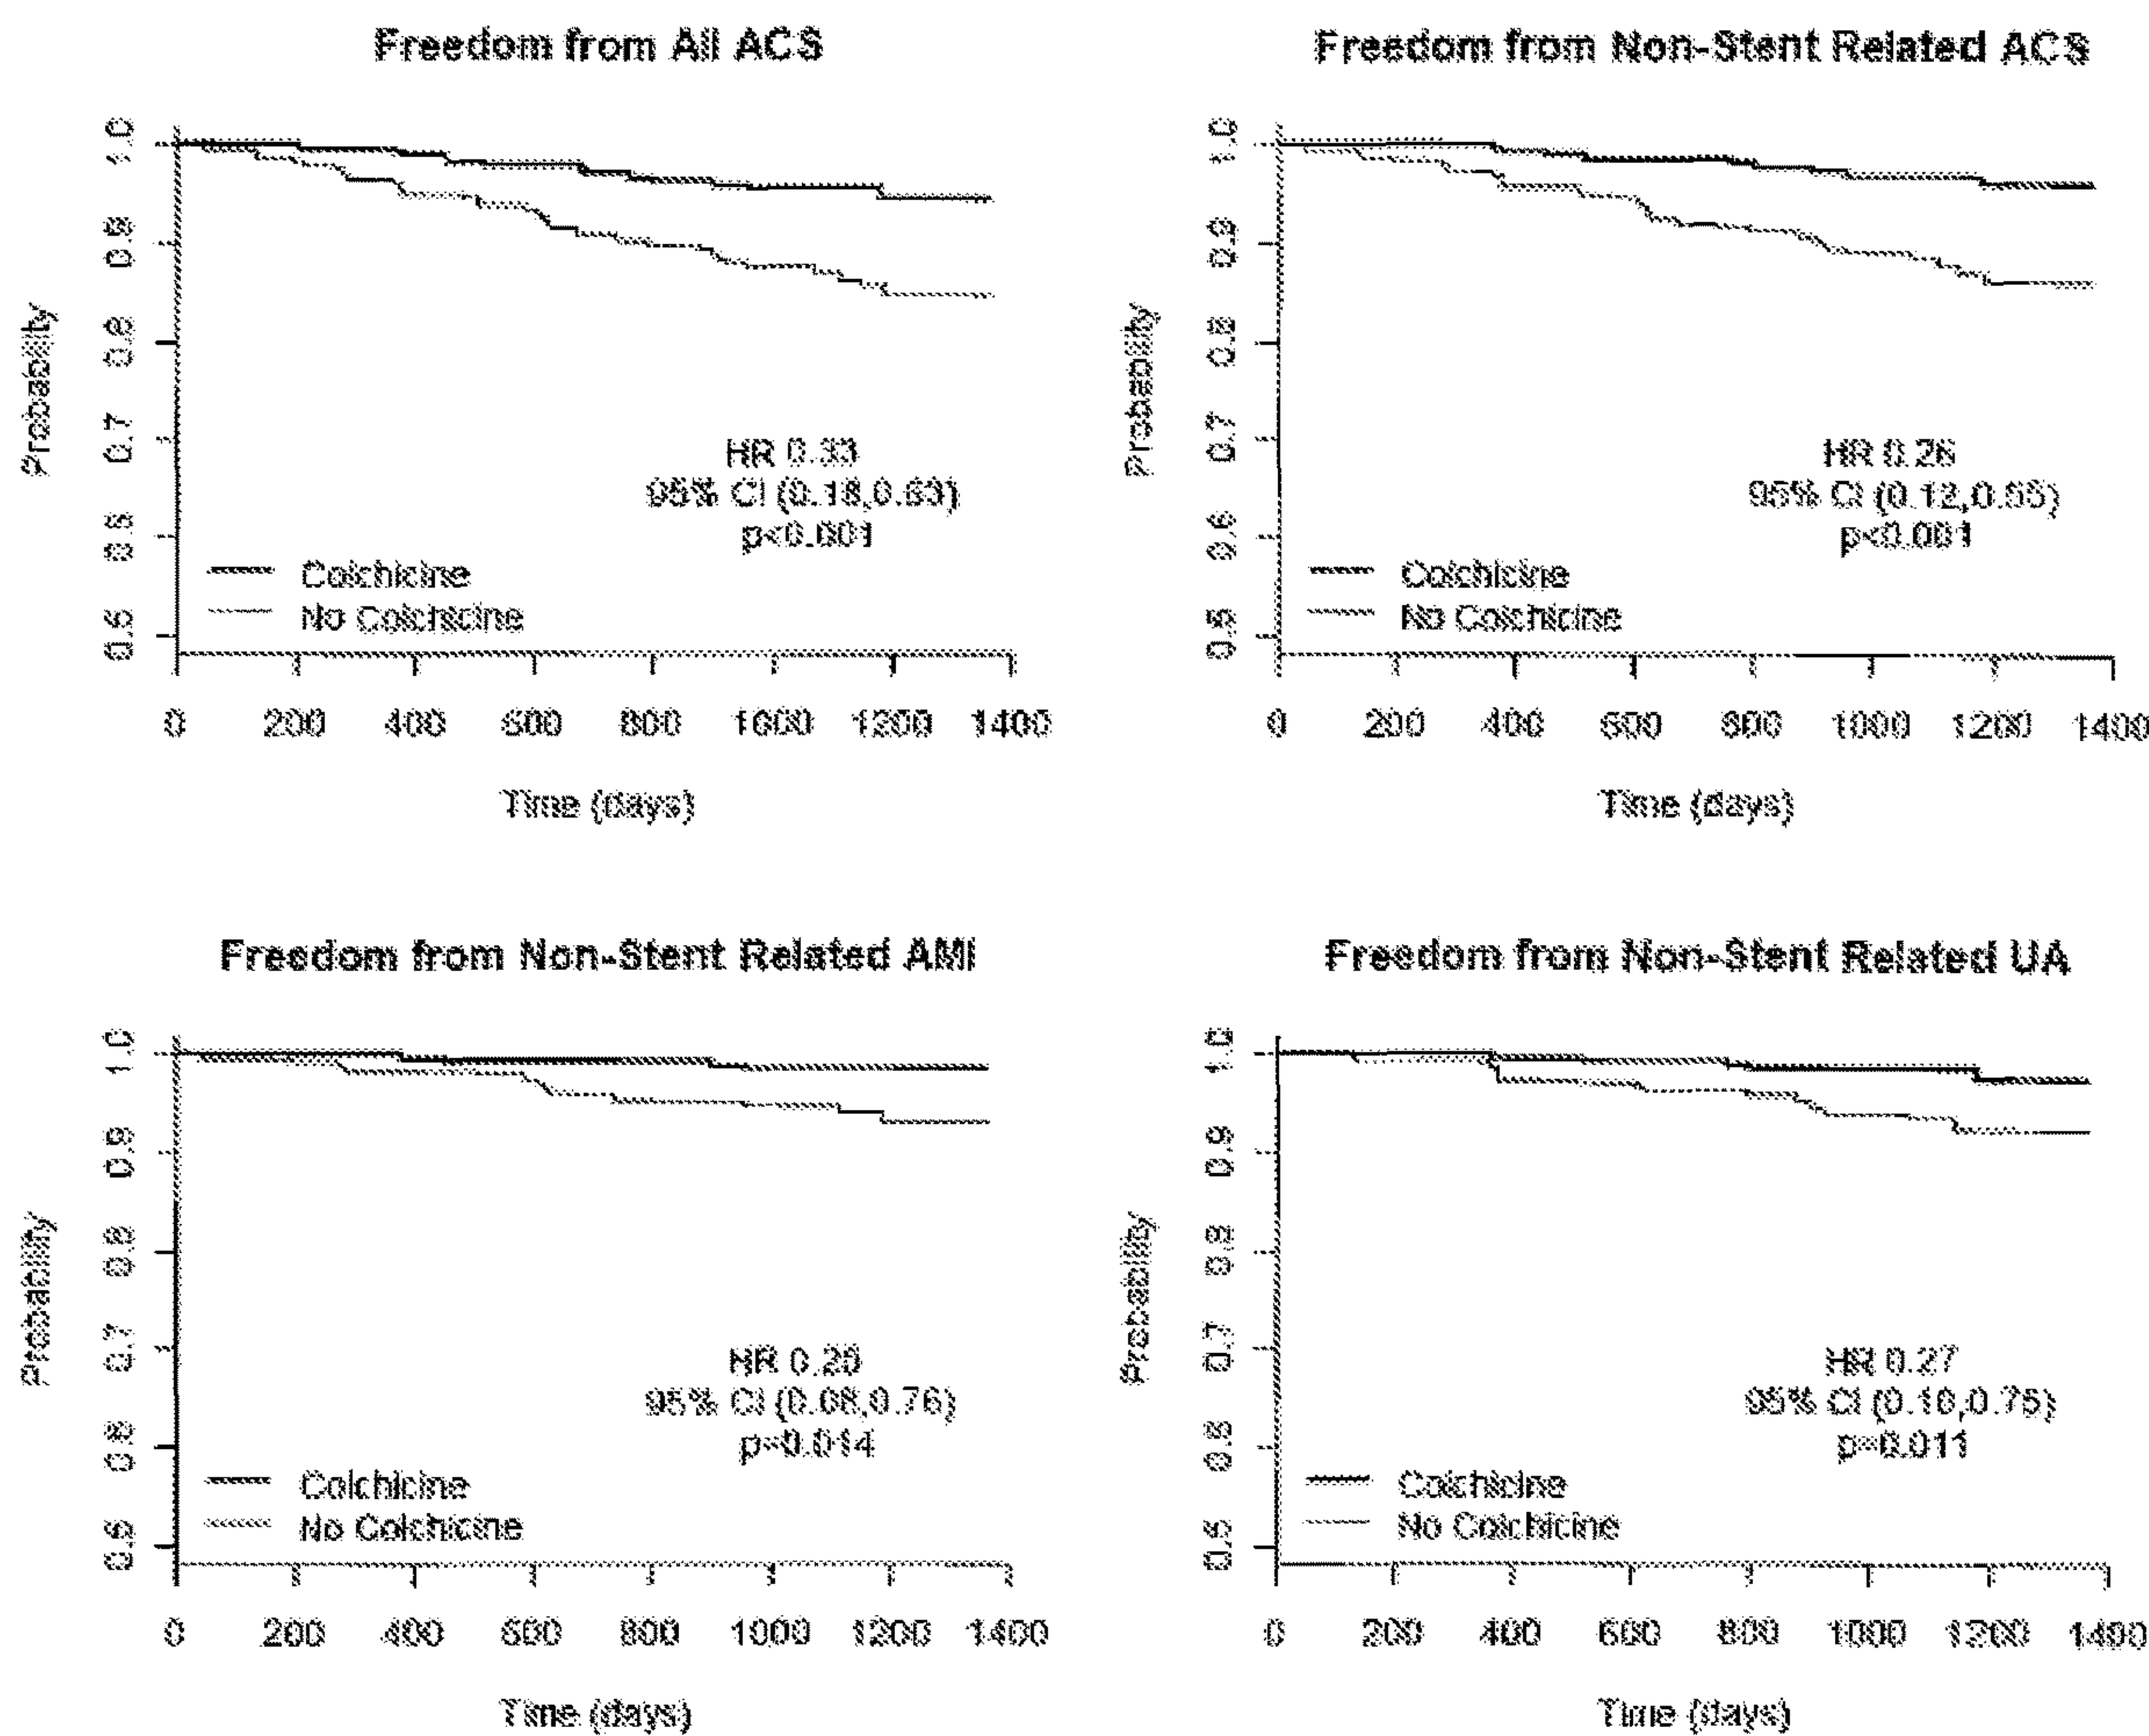 Freedom from All ACS
Probability
1.0
0.9
0.8
0.7
0.6
0.5
HR 0.33
95% CI (0.18,0.63)
p<0.001
Colchicine
No Colchicine
0 200 400 600 800 1000 1200 1400
Time (days)
Freedom from Non-Stent Related ACS
Probability
1.0
0.9
0.8
0.7
0.6
0.5
HR 0.26
95% CI (0.12,0.55)
p<0.001
Colchicine
No Colchicine
0 200 400 600 800 1000 1200 1400
Time (days)
Freedom from Non-Stent Related AMI
Probability
1.0
0.9
0.8
0.7
0.6
0.5
HR 0.25
95% CI (0.08,0.76)
p=0.014
Colchicine
No Colchicine
0 200 400 600 800 1000 1200 1400
Time (days)
Freedom from Non-Stent Related UA
Probability
1.0
0.9
0.8
0.7
0.6
0.5
HR 0.27
95% CI (0.10,0.75)
p=0.011
Colchicine
No Colchicine
0 200 400 600 800 1000 1200 1400
Time (days)